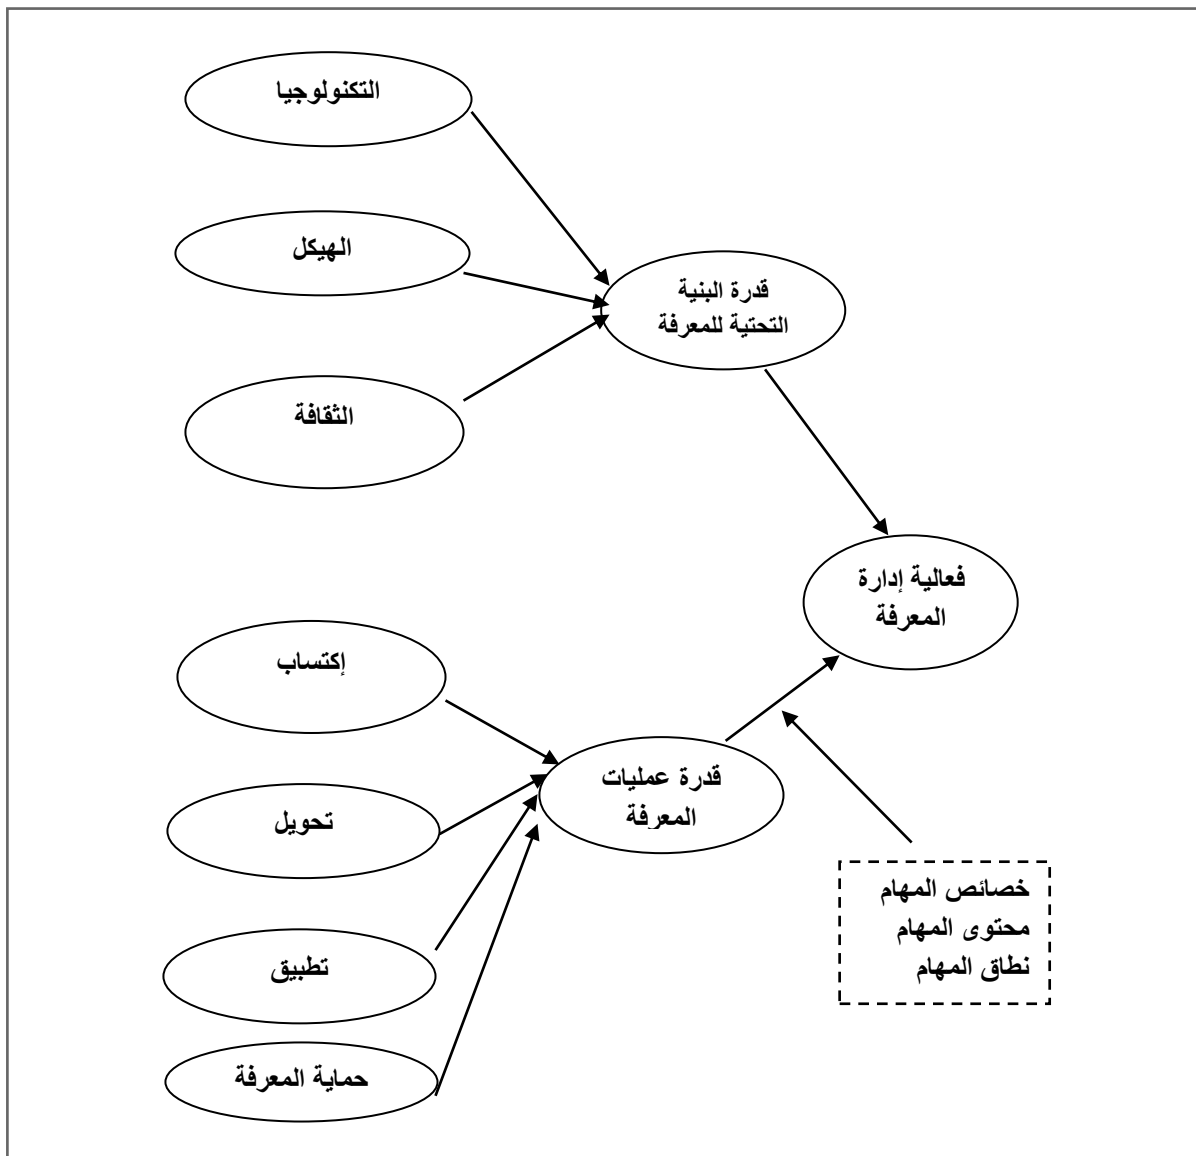 التكنولوجيا
الهيكل
الثقافة
قدرة البنية
التحتية للمعرفة
فعالية إدارة
المعرفة
إكتساب
تحويل
تطبيق
حماية المعرفة
قدرة عمليات
المعرفة
خصائص المهام
محتوى المهام
نطاق المهام